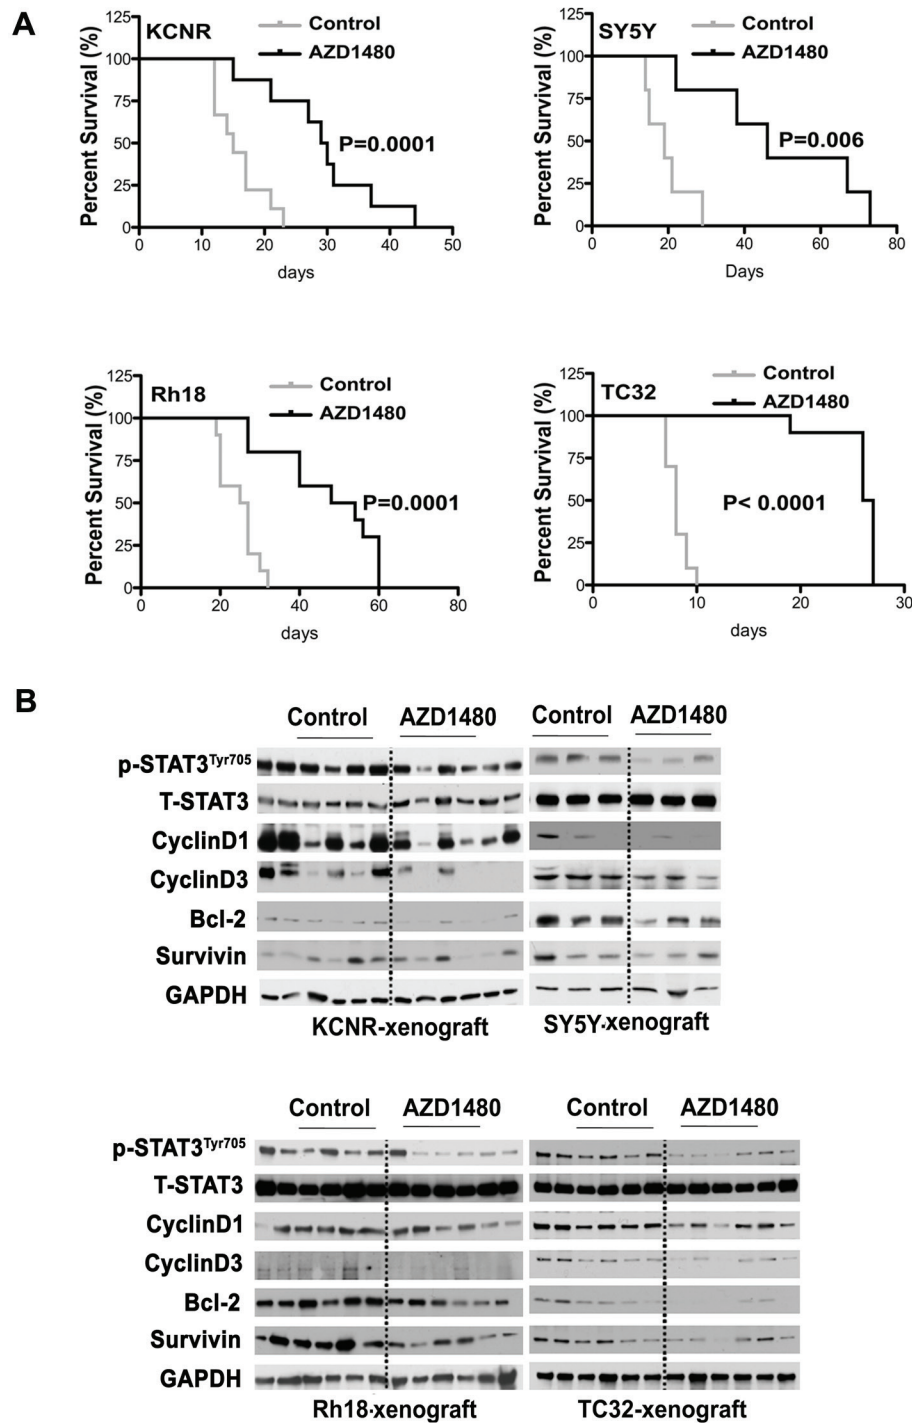 A
KCNR
Control
AZD1480
P=0.0001
Percent Survival (%)
125
100
75
50
25
0
0 10 20 30 40 50
days
SY5Y
Control
AZD1480
P=0.006
Percent Survival (%)
125
100
75
50
25
0
0 20 40 60 80
Days
Rh18
Control
AZD1480
P=0.0001
Percent Survival (%)
125
100
75
50
25
0
0 20 40 60 80
days
TC32
Control
AZD1480
P< 0.0001
Percent Survival (%)
125
100
75
50
25
0
0 10 20 30
days
B
Control AZD1480 Control AZD1480
p-STAT3Tyr705
T-STAT3
CyclinD1
CyclinD3
Bcl-2
Survivin
GAPDH
KCNR-xenograft SY5Y-xenograft
Control AZD1480 Control AZD1480
p-STAT3Tyr705
T-STAT3
CyclinD1
CyclinD3
Bcl-2
Survivin
GAPDH
Rh18-xenograft TC32-xenograft